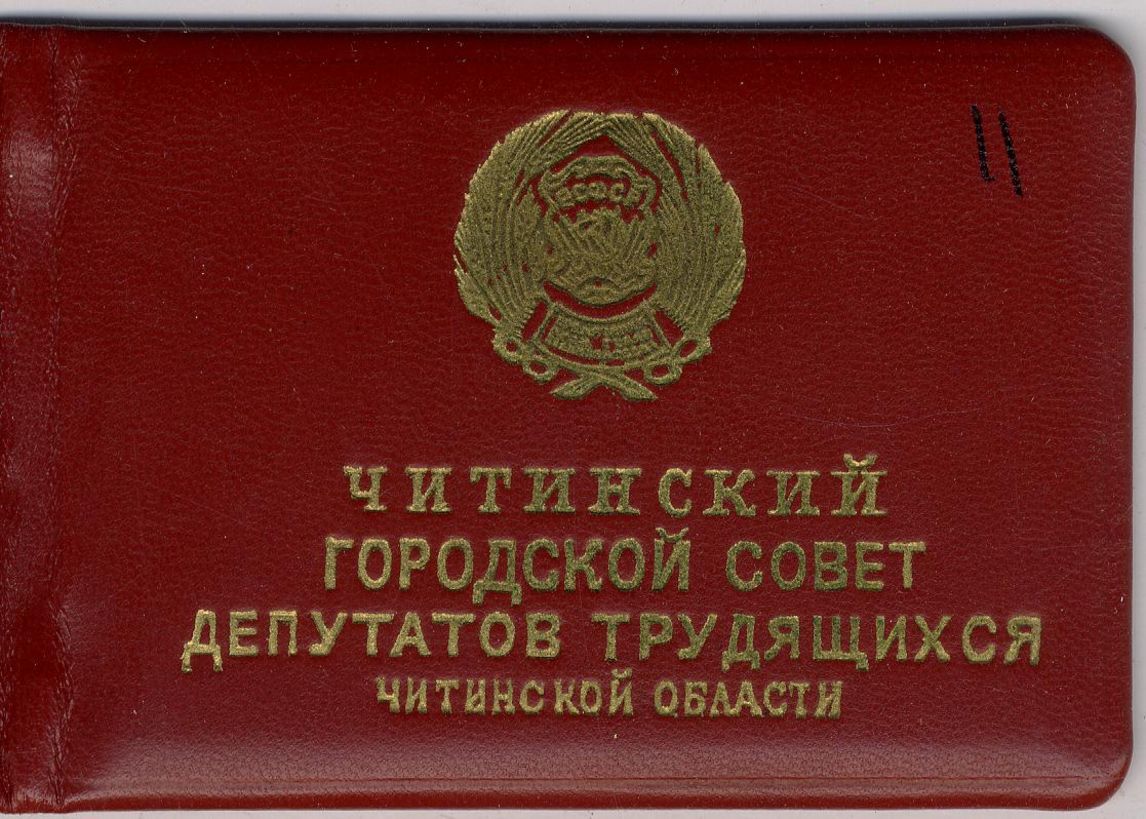 ЧИТИНСКИЙ
ГОРОДСКОЙ СОВЕТ
ДЕПУТАТОВ ТРУДЯЩИХСЯ
ЧИТИНСКОЙ ОБЛАСТИ